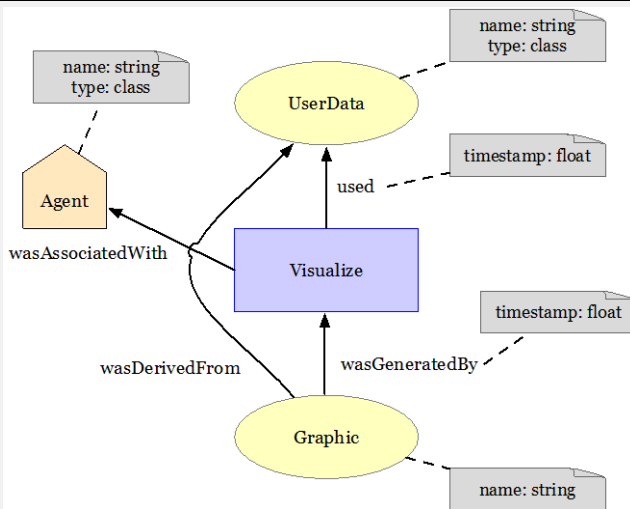 name: string
type: class
name: string
type: class
UserData
timestamp: float
used
Agent
wasAssociatedWith
Visualize
timestamp: float
wasDerivedFrom
wasGeneratedBy
Graphic
name: string